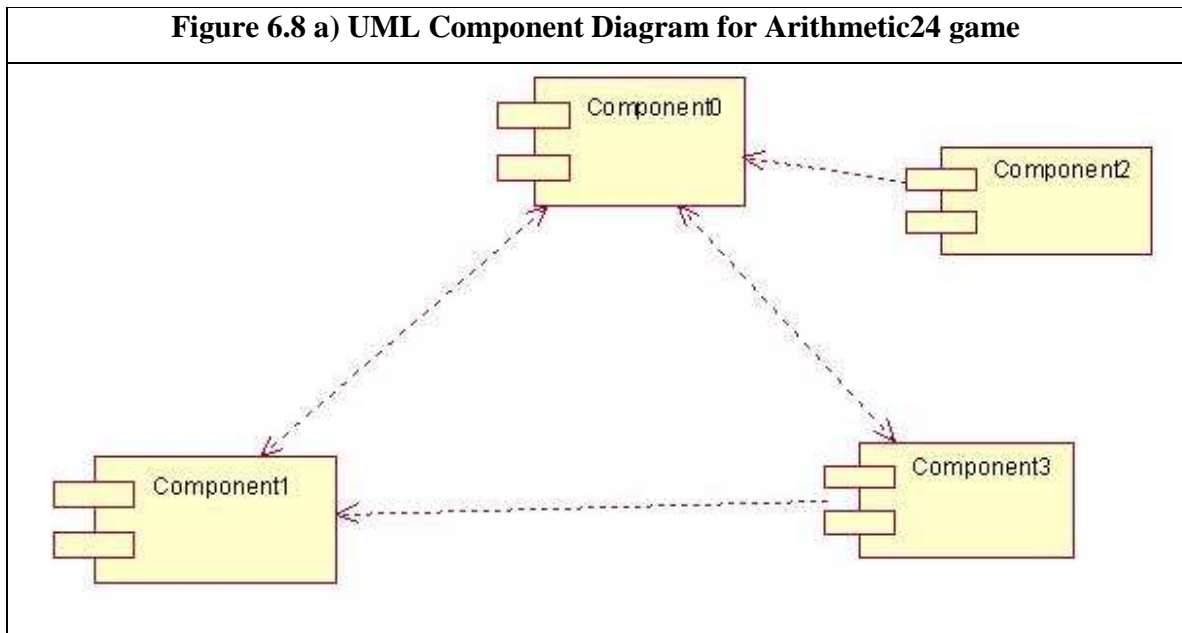 Figure 6.8 a) UML Component Diagram for Arithmetic24 game
Component0
Component2
Component1
Component3